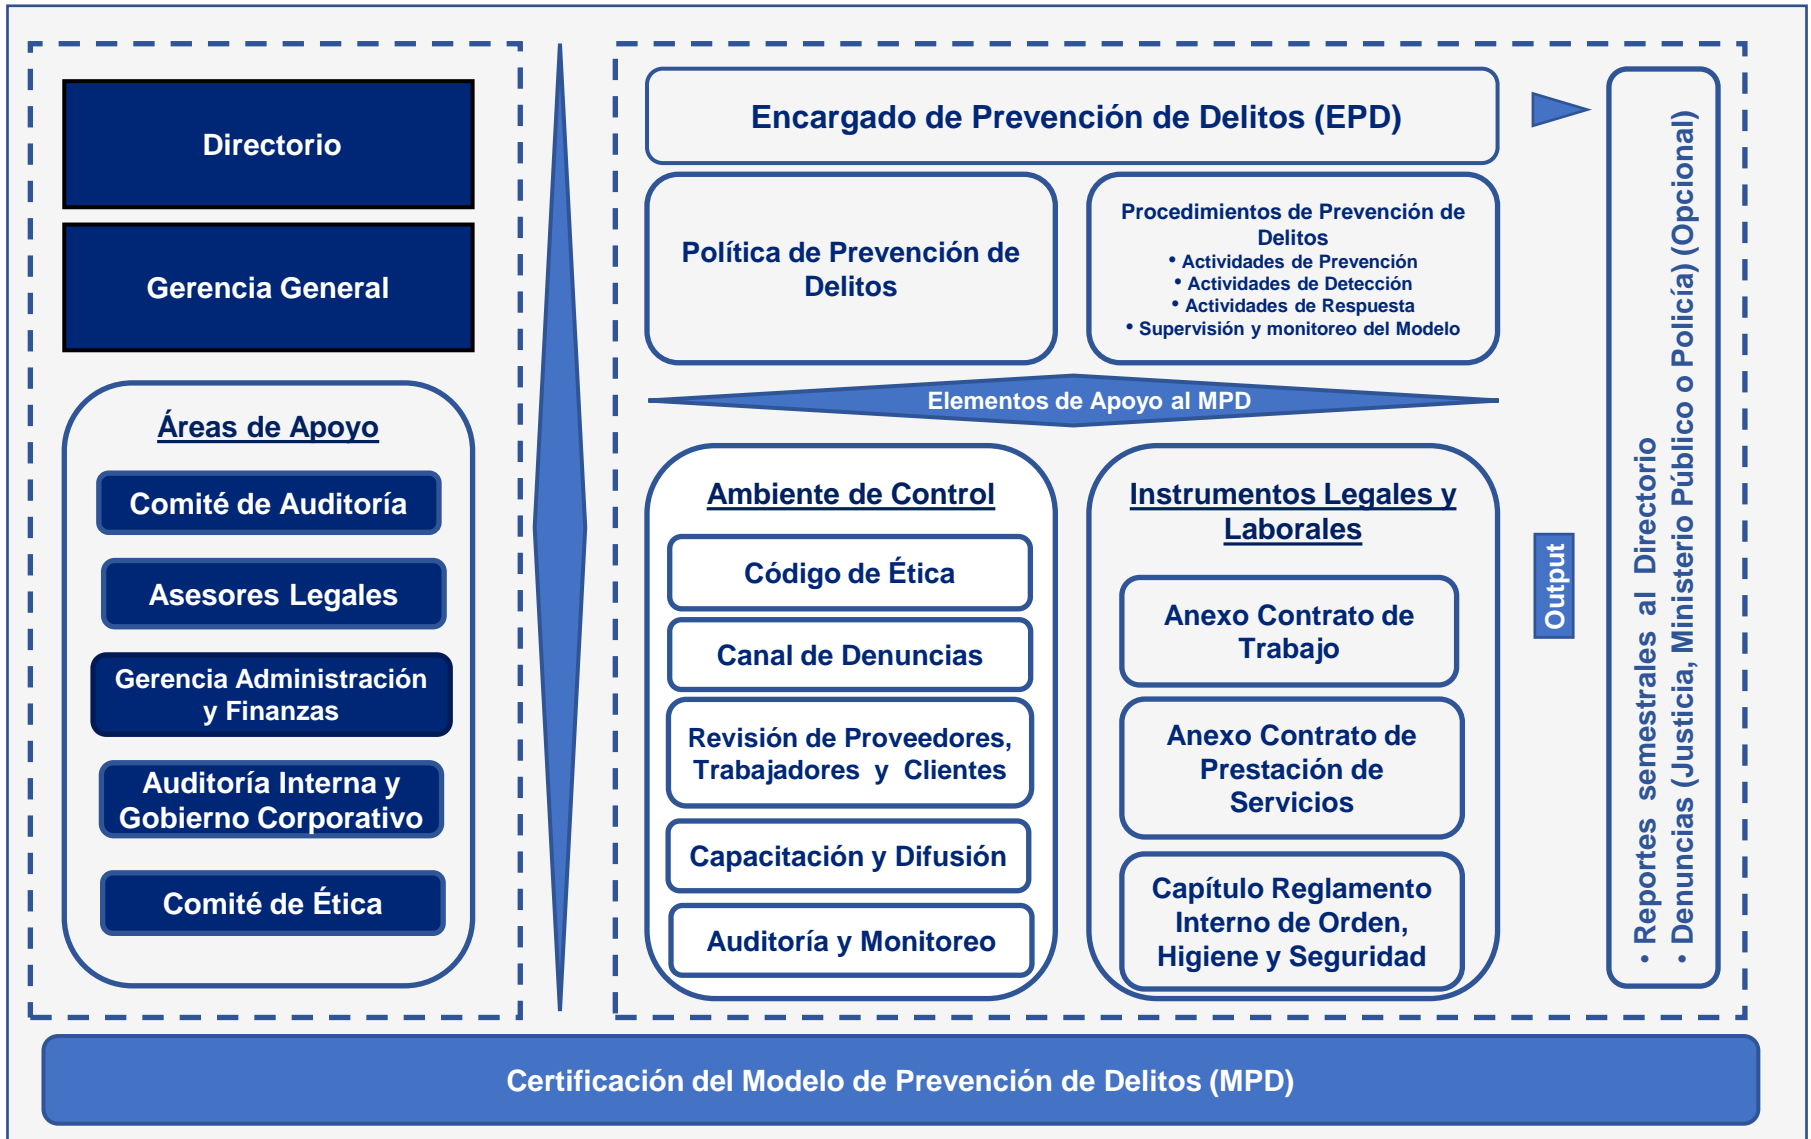 Directorio
Gerencia General
Áreas de Apoyo
Comité de Auditoría
Asesores Legales
Gerencia Administración
y Finanzas
Auditoría Interna y
Gobierno Corporativo
Comité de Ética
Encargado de Prevención de Delitos (EPD)
Política de Prevención de
Delitos
Procedimientos de Prevención de
Delitos
• Actividades de Prevención
• Actividades de Detección
• Actividades de Respuesta
• Supervisión y monitoreo del Modelo
Elementos de Apoyo al MPD
Ambiente de Control
Código de Ética
Canal de Denuncias
Revisión de Proveedores,
Trabajadores y Clientes
Capacitación y Difusión
Auditoría y Monitoreo
Instrumentos Legales y
Laborales
Anexo Contrato de
Trabajo
Anexo Contrato de
Prestación de
Servicios
Capítulo Reglamento
Interno de Orden,
Higiene y Seguridad
Output
• Reportes semestrales al Directorio
• Denuncias (Justicia, Ministerio Público o Policía) (Opcional)
Certificación del Modelo de Prevención de Delitos (MPD)